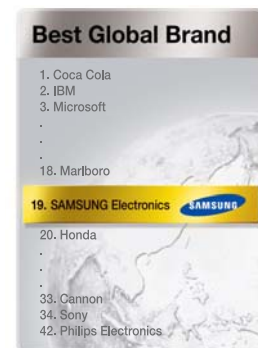 Best Global Brand
1. Coca Cola
2. IBM
3. Microsoft
.
.
.
18. Marlboro
19. SAMSUNG Electronics SAMSUNG
20. Honda
.
.
.
33. Cannon
34. Sony
42. Philips Electronics